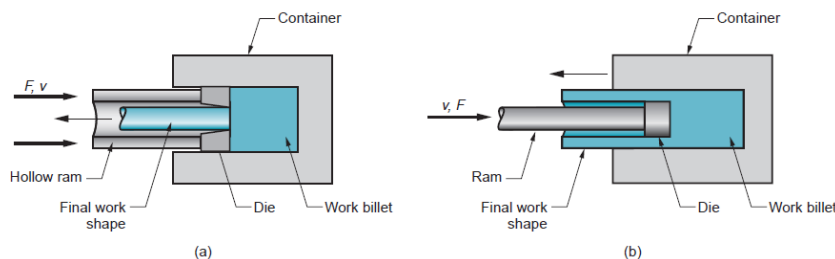 Container
F, v
Hollow ram
Final work
shape
Die
Work billet
(a)
Container
v, F
Ram
Final work
shape
Die
Work billet
(b)